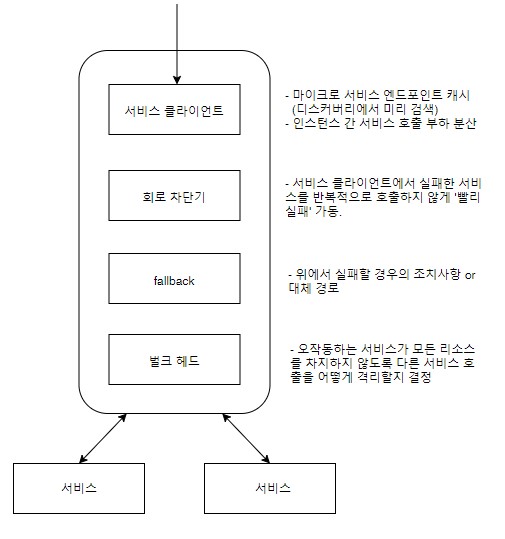 서비스 클라이언트
- 마이크로 서비스 엔드포인트 캐시
(디스커버리에서 미리 검색)
- 인스턴스 간 서비스 호출 부하 분산
회로 차단기
- 서비스 클라이언트에서 실패한 서비
스를 반복적으로 호출하지 않게 '빨리
실패' 가동.
fallback
- 위에서 실패할 경우의 조치사항 or
대체 경로
벌크 헤드
- 오작동하는 서비스가 모든 리소스
를 차지하지 않도록 다른 서비스 호
출을 어떻게 격리할지 결정
서비스
서비스